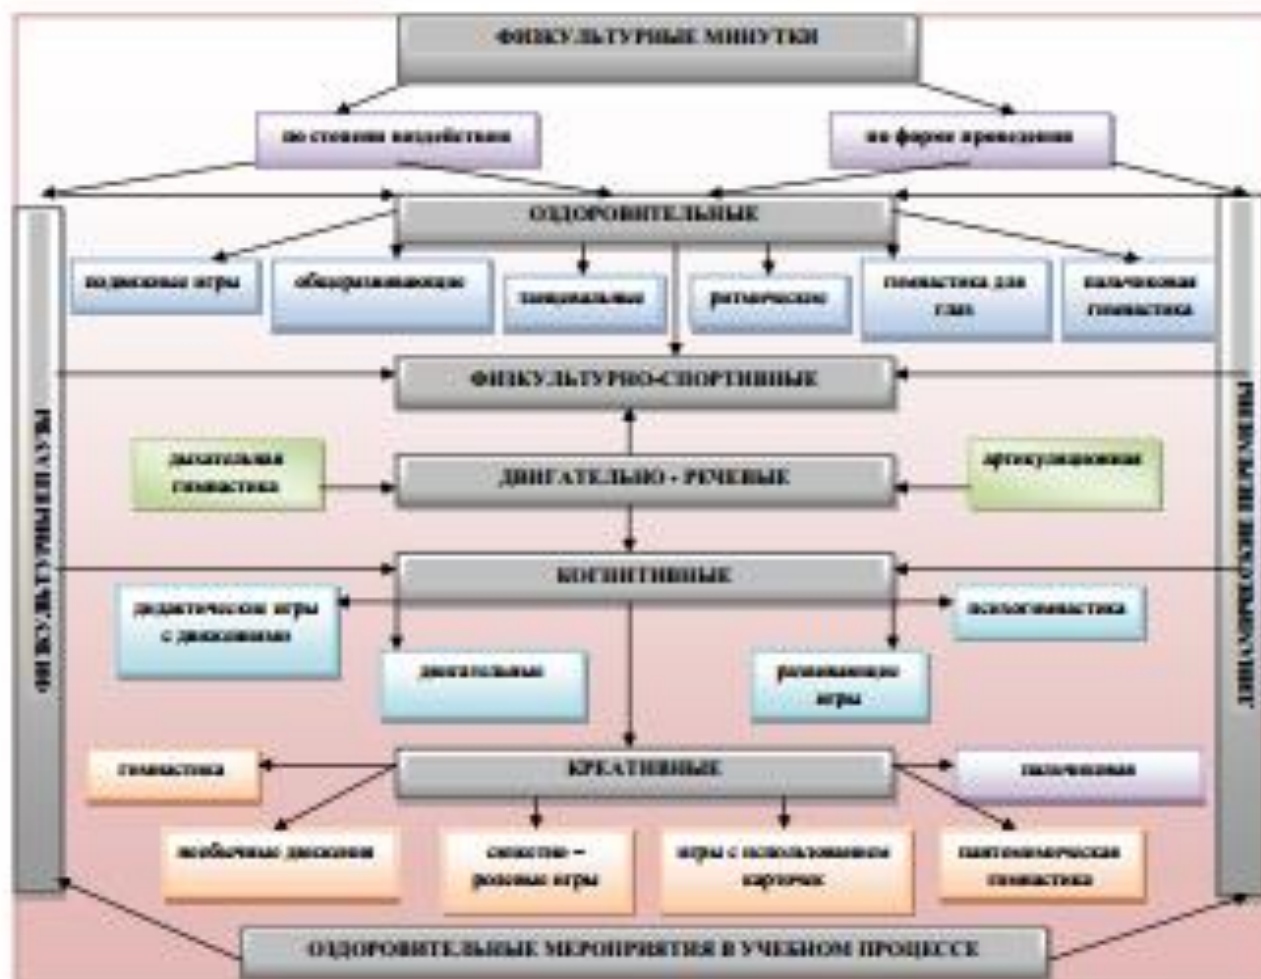 ФИЗКУЛЬТУРНЫЕ МИНУТКИ
по степени воздействия
по форме проведения
ОЗДОРОВИТЕЛЬНЫЕ
подвижные игры
общеразвивающие
танцевальные
ритмические
гимнастика для
глаз
пальчиковая
гимнастика
ФИЗКУЛЬТУРНО-СПОРТИВНЫЕ
ФИЗКУЛЬТУРНЫЕ ПАУЗЫ
ДИНАМИЧЕСКИЕ ПЕРЕМЕНЫ
дыхательная
гимнастика
ДВИГАТЕЛЬНО - РЕЧЕВЫЕ
артикуляционная
КОГНИТИВНЫЕ
дидактические игры
с движениями
психогимнастика
двигательные
развивающие
игры
гимнастика
КРЕАТИВНЫЕ
пальчиковая
необычные движения
сюжетно –
ролевые игры
игры с использованием
карточек
пантомимическая
гимнастика
ОЗДОРОВИТЕЛЬНЫЕ МЕРОПРИЯТИЯ В УЧЕБНОМ ПРОЦЕССЕ